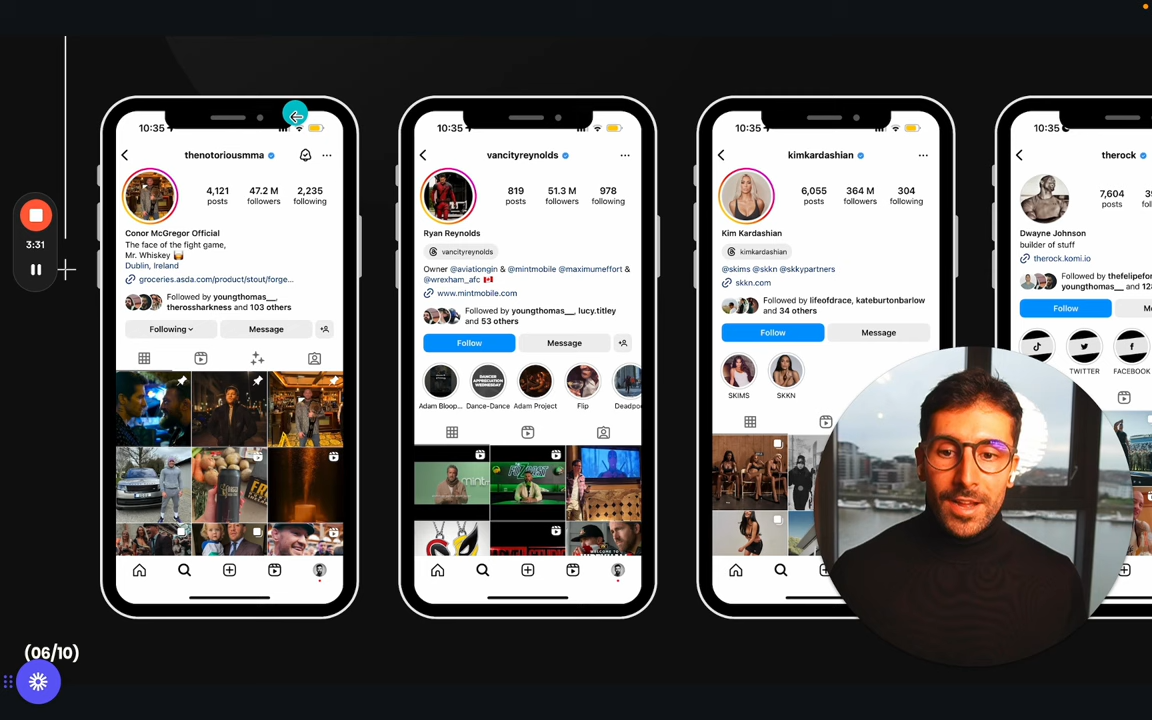 10:35
thenotoriousmma
4,121
posts
47.2 M
followers
2,235
following
Conor McGregor Official
The face of the fight game,
Mr. Whiskey
Dublin, Ireland
groceries.asda.com/product/stout/forge...
Followed by youngthomas__,
therossharkness and 103 others
Following
Message
10:35
vancityreynolds
819
posts
51.3 M
followers
978
following
Ryan Reynolds
vancityreynolds
Owner @aviationgin & @mintmobile @maximumeffort &
@wrexham_afc
www.mintmobile.com
Followed by youngthomas__, lucy.titley
and 53 others
Follow
Message
Adam Bloop...
Dance-Dance
Adam Project
Flip
Deadpo
10:35
kimkardashian
6,055
posts
364 M
followers
304
following
Kim Kardashian
kimkardashian
@skims @skkn @skkypartners
skkn.com
Followed by lifeofdrace, kateburtonbarlow
and 34 others
Follow
Message
SKIMS
SKKN
10:35
therock
7,604
posts
39
Dwayne Johnson
builder of stuff
therock.komi.io
Followed by thefelipefor
youngthomas__ and 128
Follow
TWITTER
FACEBOOK
3:31
(06/10)